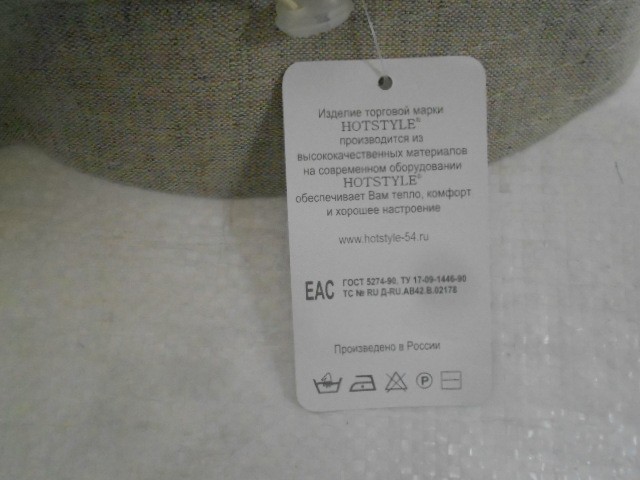 Изделие торговой марки
HOTSTYLE®
производится из
высококачественных материалов
на современном оборудовании
HOTSTYLE®
обеспечивает Вам тепло, комфорт
и хорошее настроение
www.hotstyle-54.ru
EAC
ГОСТ 5274-90, ТУ 17-09-1446-90
ТС № RU Д-RU.АВ42.В.02178
Произведено в России
P